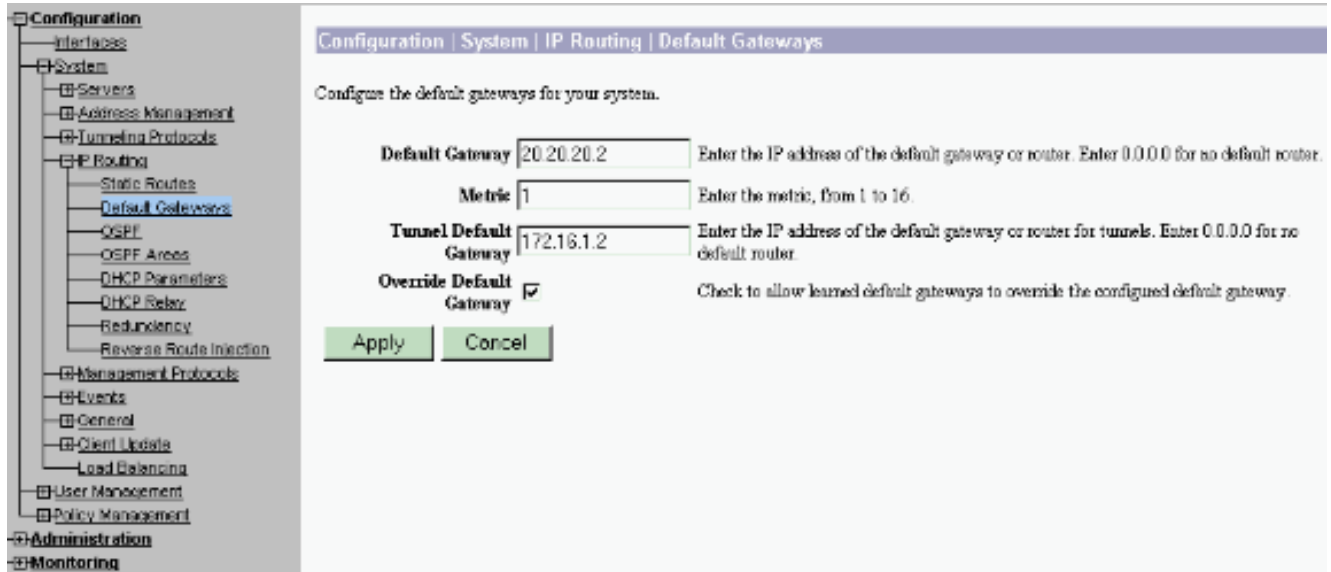 Configuration
Interfaces
System
Servers
Address Management
Tunneling Protocols
IP Routing
Static Routes
Default Gateways
OSPF
OSPF Areas
DHCP Parameters
DHCP Relay
Redundancy
Reverse Route Injection
Management Protocols
Events
General
Client Update
Load Balancing
User Management
Policy Management
Administration
Monitoring
Configuration | System | IP Routing | Default Gateways
Configure the default gateways for your system.
Default Gateway 20.20.20.2 Enter the IP address of the default gateway or router. Enter 0.0.0.0 for no default router.
Metric 1 Enter the metric, from 1 to 16.
Tunnel Default Gateway 172.16.1.2 Enter the IP address of the default gateway or router for tunnels. Enter 0.0.0.0 for no
default router.
Override Default
Gateway Check to allow learned default gateways to override the configured default gateway.
Apply Cancel